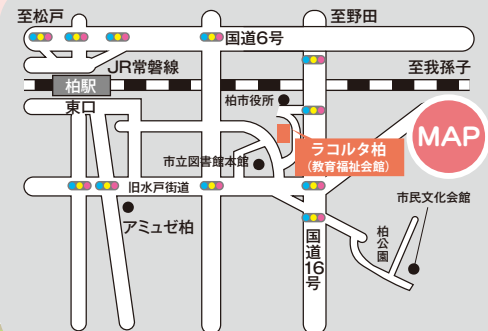 至松戸
至野田
国道6号
JR常磐線
至我孫子
柏駅
東口
柏市役所
MAP
ラコルタ柏
(教育福祉会館)
市立図書館本館
旧水戸街道
市民文化会館
アミュゼ柏
国道16号
柏公園